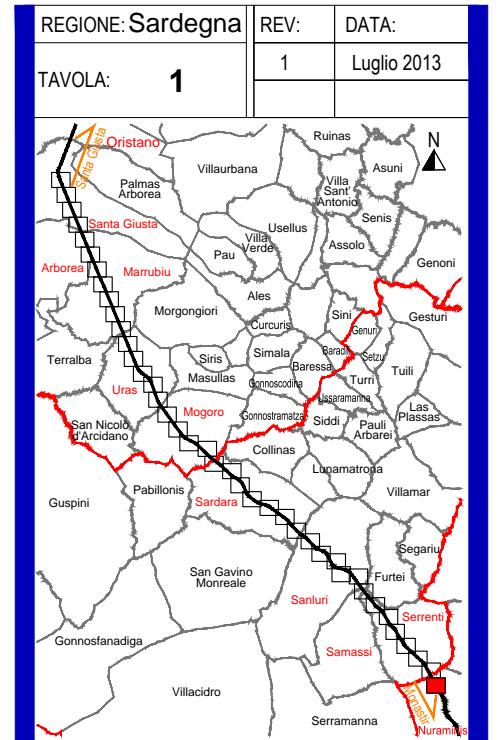 REGIONE: Sardegna
REV:
DATA:
TAVOLA: 1
1
Luglio 2013
N
Santa Giusta
Oristano
Ruinas
Villaurbana
Asuni
Palmas
Arborea
Villa
Sant'
Antonio
Santa Giusta
Usellus
Senis
Villa
Verde
Assolo
Pau
Genoni
Arborea
Marrubiu
Ales
Morgongiori
Sini
Gesturi
Curcuris
Genuri
Terralba
Siris
Simala
Baradili
Setzu
Masullas
Baressa
Tuili
Uras
Gonnoscodina
Turri
Ussaramanna
Mogoro
Gonnostramatza
Siddi
Las
Plassas
San Nicolò
d'Arcidano
Pauli
Arbarei
Collinas
Lunamatrona
Pabillonis
Villamar
Guspini
Sardara
Segariu
San Gavino
Monreale
Furtei
Sanluri
Serrenti
Gonnosfanadiga
Samassi
Villacidro
Monastir
Serramanna
Nuraminis